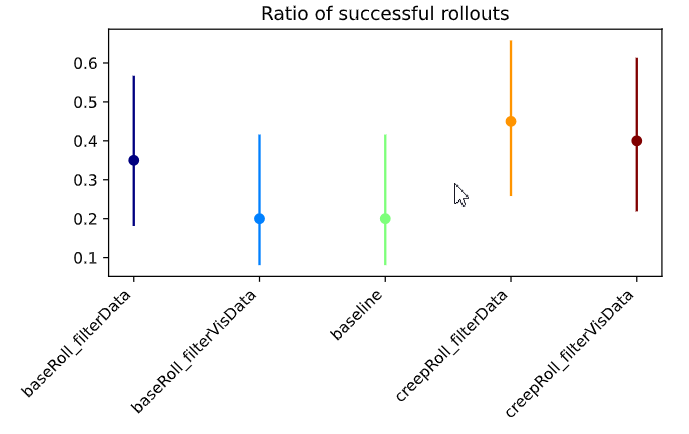 Ratio of successful rollouts
0.6
0.5
0.4
0.3
0.2
0.1
baseRoll_filterData
baseRoll_filterVisData
baseline
creepRoll_filterData
creepRoll_filterVisData